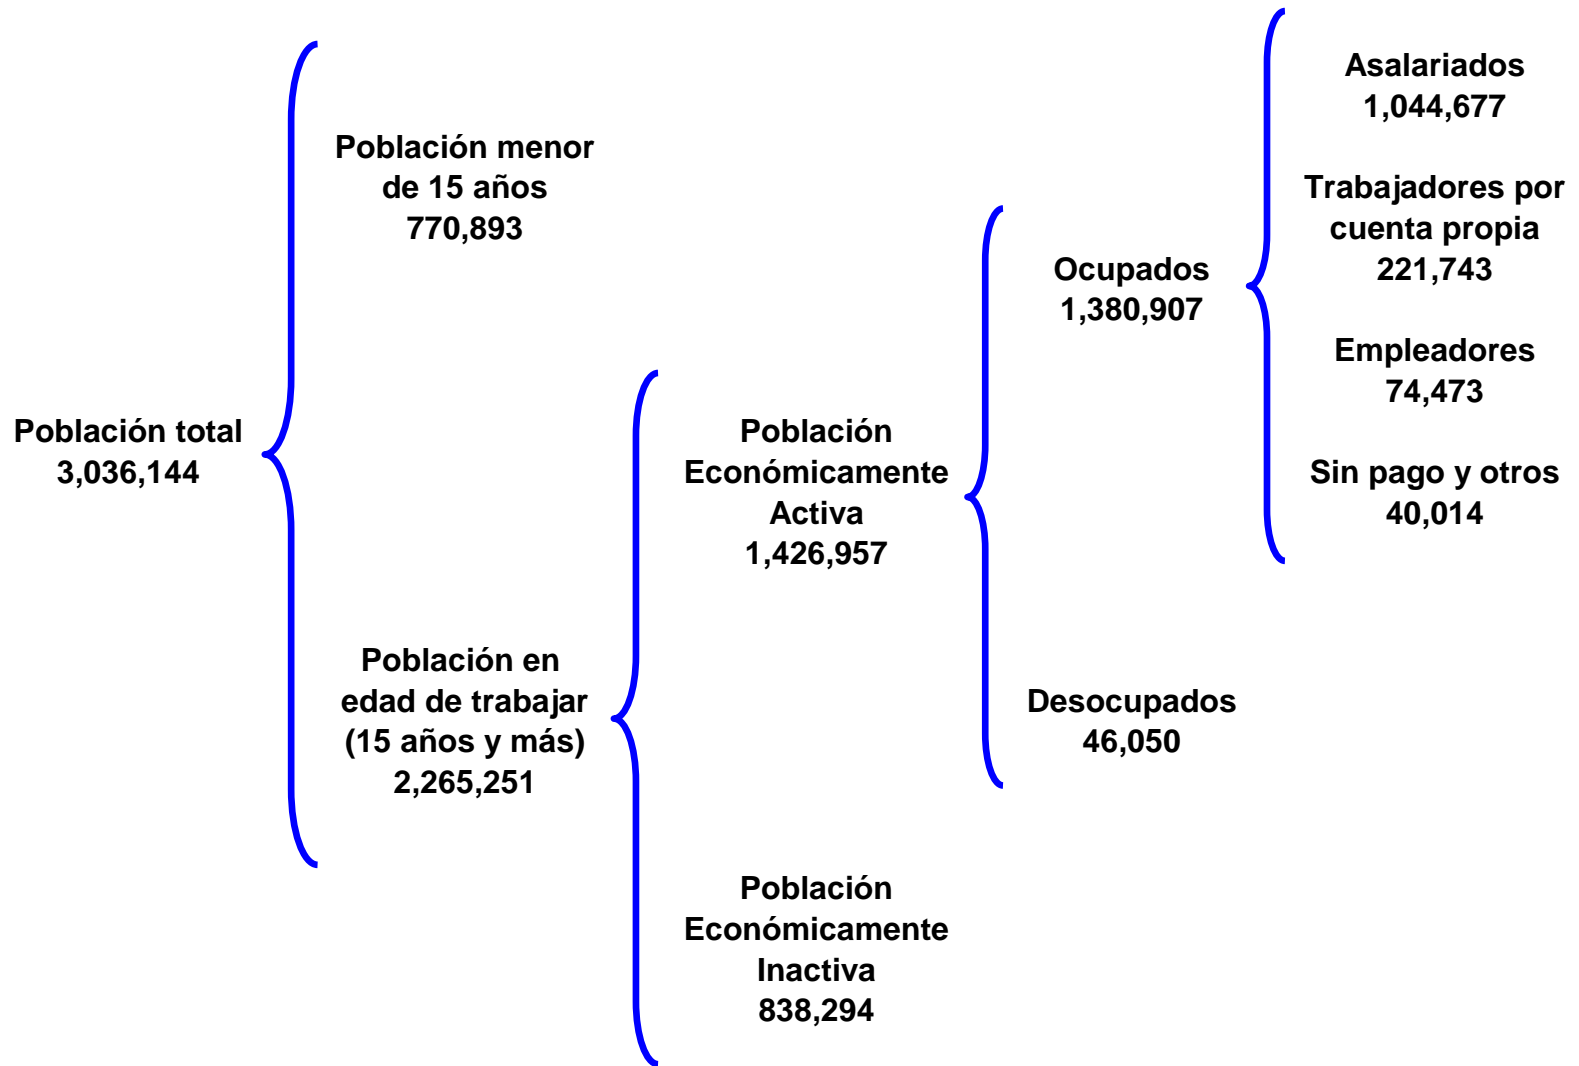 Población total
3,036,144
Población menor
de 15 años
770,893
Población en
edad de trabajar
(15 años y más)
2,265,251
Población
Económicamente
Activa
1,426,957
Población
Económicamente
Inactiva
838,294
Ocupados
1,380,907
Desocupados
46,050
Asalariados
1,044,677
Trabajadores por
cuenta propia
221,743
Empleadores
74,473
Sin pago y otros
40,014